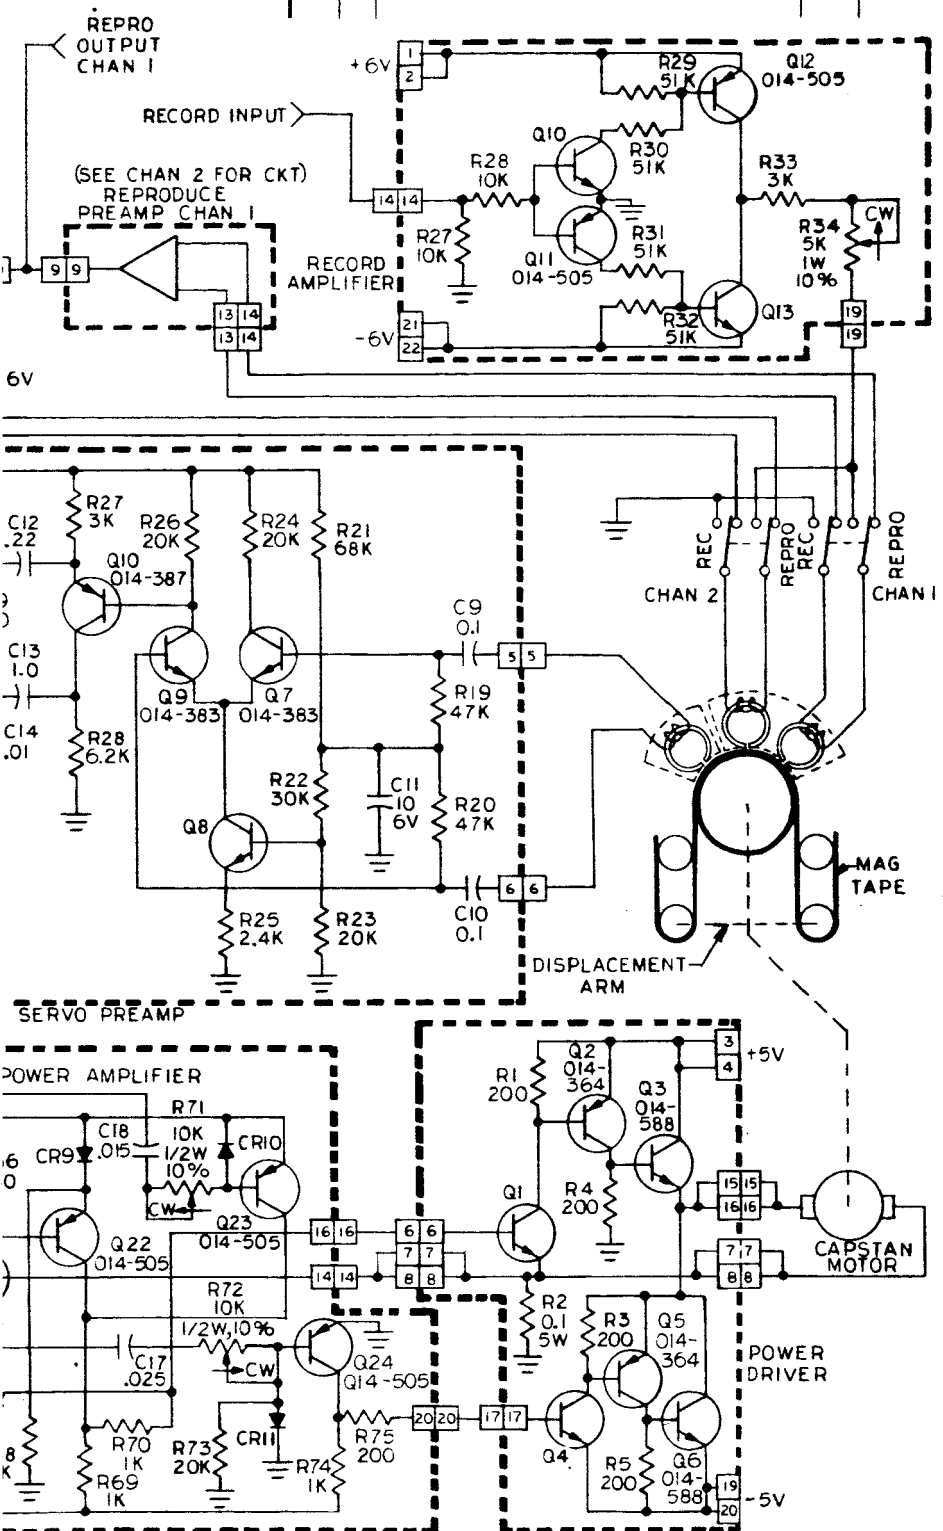 REPRO
OUTPUT
CHAN 1
+6V
1
2
R29
51K
Q12
014-505
RECORD INPUT
Q10
R30
51K
(SEE CHAN 2 FOR CKT)
REPRODUCE
PREAMP CHAN 1
R28
10K
R33
3K
14 14
CW
R34
5K
1W
10%
R27
10K
R31
51K
Q11
014-505
9 9
RECORD
AMPLIFIER
13 14
13 14
R32
51K
Q13
19
19
-6V
21
22
6V
C12
.22
R27
3K
R26
20K
R24
20K
R21
68K
REC
REPRO
REC
REPRO
Q10
014-387
CHAN 2
CHAN 1
C9
0.1
5 5
C13
1.0
Q9
014-383
Q7
014-383
R19
47K
C14
.01
R28
6.2K
R22
30K
C11
10
6V
R20
47K
Q8
MAG
TAPE
6 6
C10
0.1
R25
2.4K
R23
20K
DISPLACEMENT
ARM
SERVO PREAMP
POWER AMPLIFIER
3
4
+5V
R1
200
Q2
014-
364
Q3
014-
588
R71
10K
1/2W
10%
C18
.015
CR9
CR10
CW
R4
200
Q1
15 15
16 16
Q23
014-505
16 16
6 6
7 7
8 8
Q22
014-505
14 14
7 7
8 8
CAPSTAN
MOTOR
R72
10K
1/2W,10%
R2
0.1
5W
R3
200
Q5
014-
364
C17
.025
CW
Q24
Q14-505
POWER
DRIVER
20 20
17 17
R75
200
R70
1K
R73
20K
CR11
R74
1K
R69
1K
Q4
R5
200
Q6
014-
588
19
20
-5V